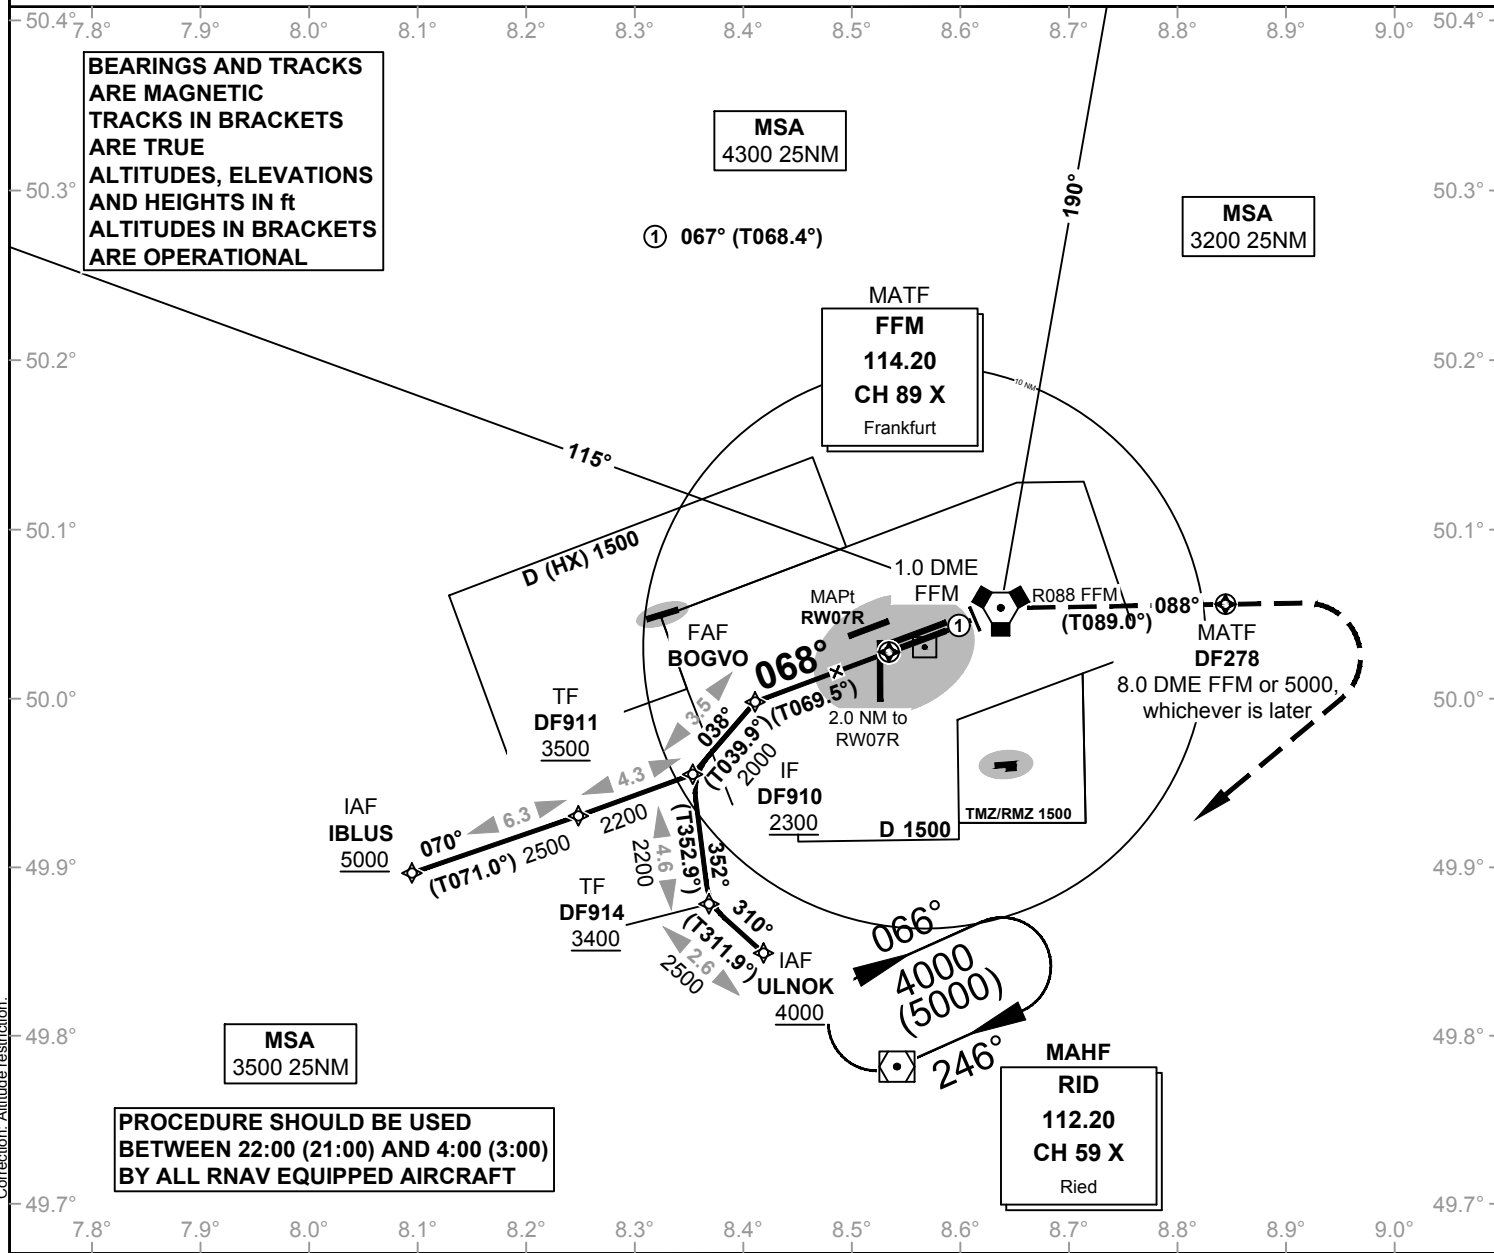 50.4°
7.8°
7.9°
8.0°
8.1°
8.2°
8.3°
8.4°
8.5°
8.6°
8.7°
8.8°
8.9°
9.0°
50.4°
BEARINGS AND TRACKS
ARE MAGNETIC
TRACKS IN BRACKETS
ARE TRUE
ALTITUDES, ELEVATIONS
AND HEIGHTS IN ft
ALTITUDES IN BRACKETS
ARE OPERATIONAL
MSA
4300 25NM
50.3°
190°
50.3°
MSA
3200 25NM
1 067° (T068.4°)
MATF
FFM
114.20
CH 89 X
Frankfurt
50.2°
10 NM
50.2°
115°
50.1°
50.1°
D (HX) 1500
1.0 DME
FFM
MAPt
RW07R
1
R088 FFM
088°
(T089.0°)
FAF
BOGVO
068°
(T069.5°)
2.0 NM to
RW07R
MATF
DF278
8.0 DME FFM or 5000,
whichever is later
50.0°
50.0°
TF
DF911
3500
3.5
038°
(T039.9°)
2000
IF
DF910
2300
4.3
2200
IAF
IBLUS
5000
6.3
070°
(T071.0°)
2500
TMZ/RMZ 1500
D 1500
49.9°
49.9°
(T352.9°)
352°
4.6
2200
TF
DF914
3400
310°
(T311.9°)
2.6
2500
IAF
ULNOK
4000
066°
4000
(5000)
246°
49.8°
49.8°
MSA
3500 25NM
MAHF
RID
112.20
CH 59 X
Ried
PROCEDURE SHOULD BE USED
BETWEEN 22:00 (21:00) AND 4:00 (3:00)
BY ALL RNAV EQUIPPED AIRCRAFT
Correction: Altitude restriction.
49.7°
49.7°
7.8°
7.9°
8.0°
8.1°
8.2°
8.3°
8.4°
8.5°
8.6°
8.7°
8.8°
8.9°
9.0°